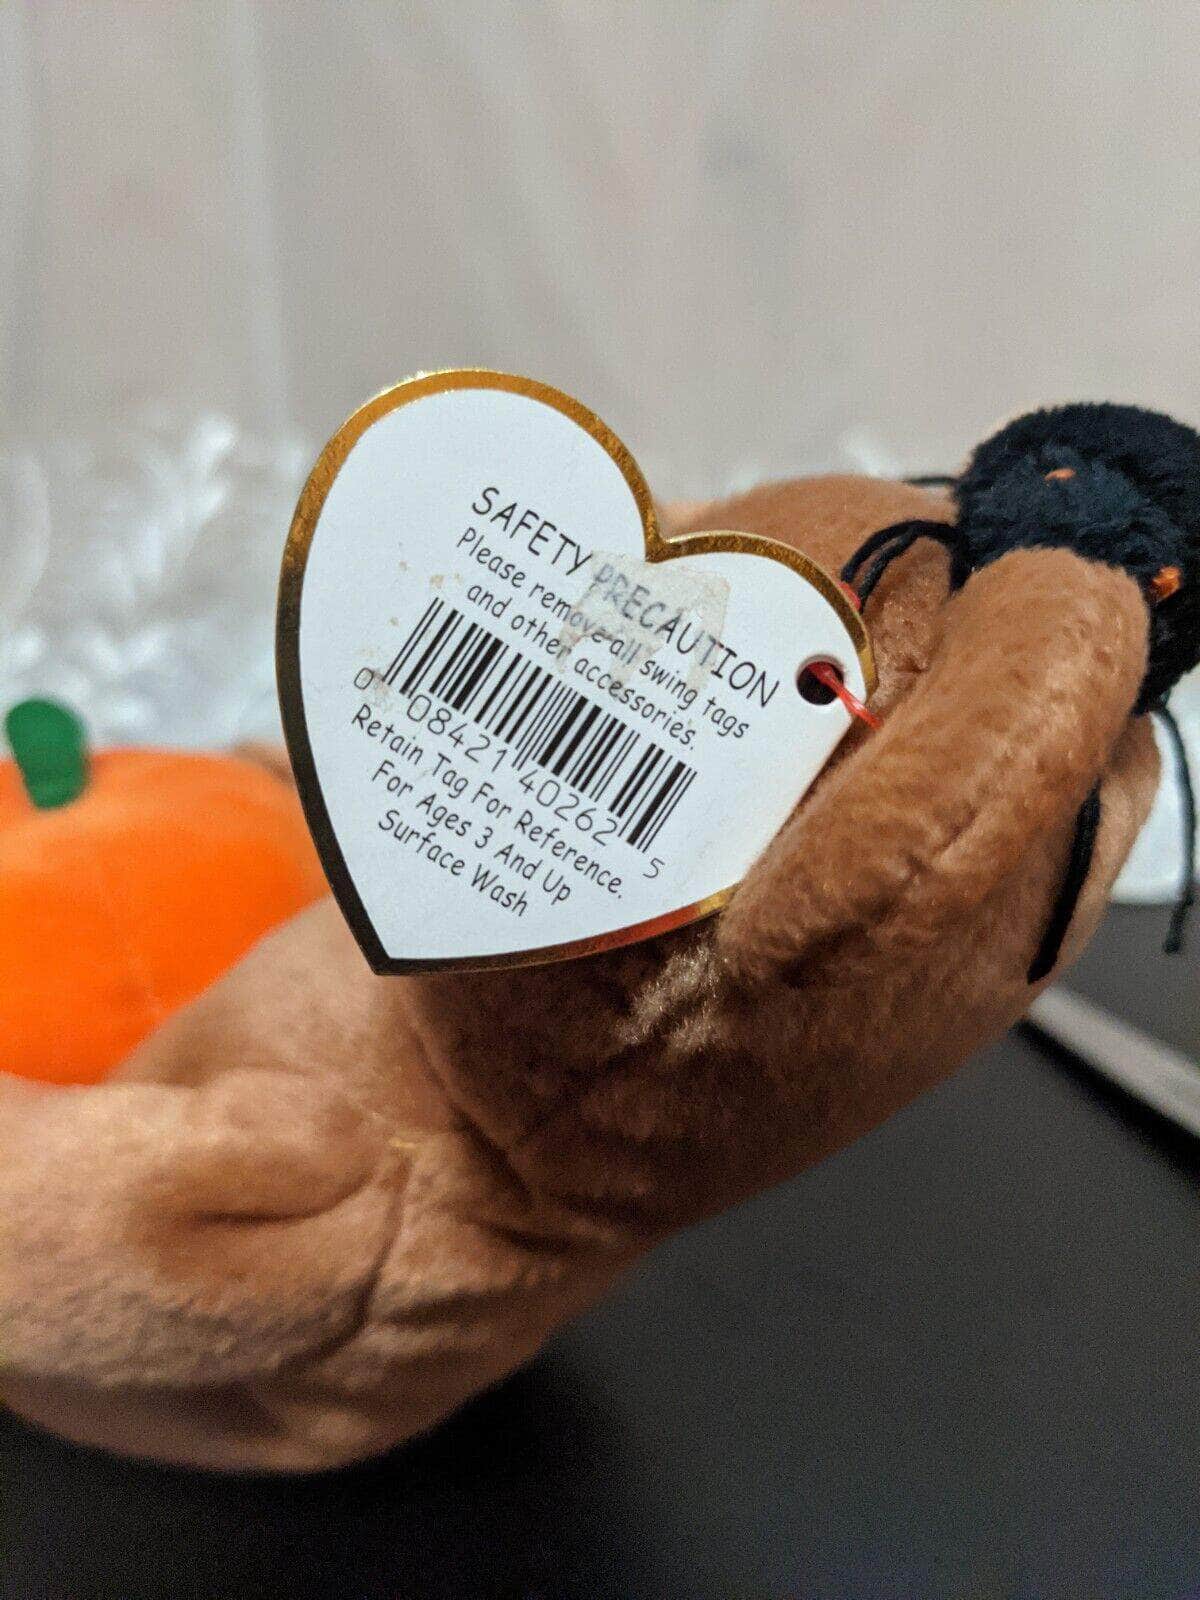 SAFETY PRECAUTION
Please remove all swing tags
and other accessories.
0 08421 40262 5
Retain Tag For Reference.
For Ages 3 And Up
Surface Wash